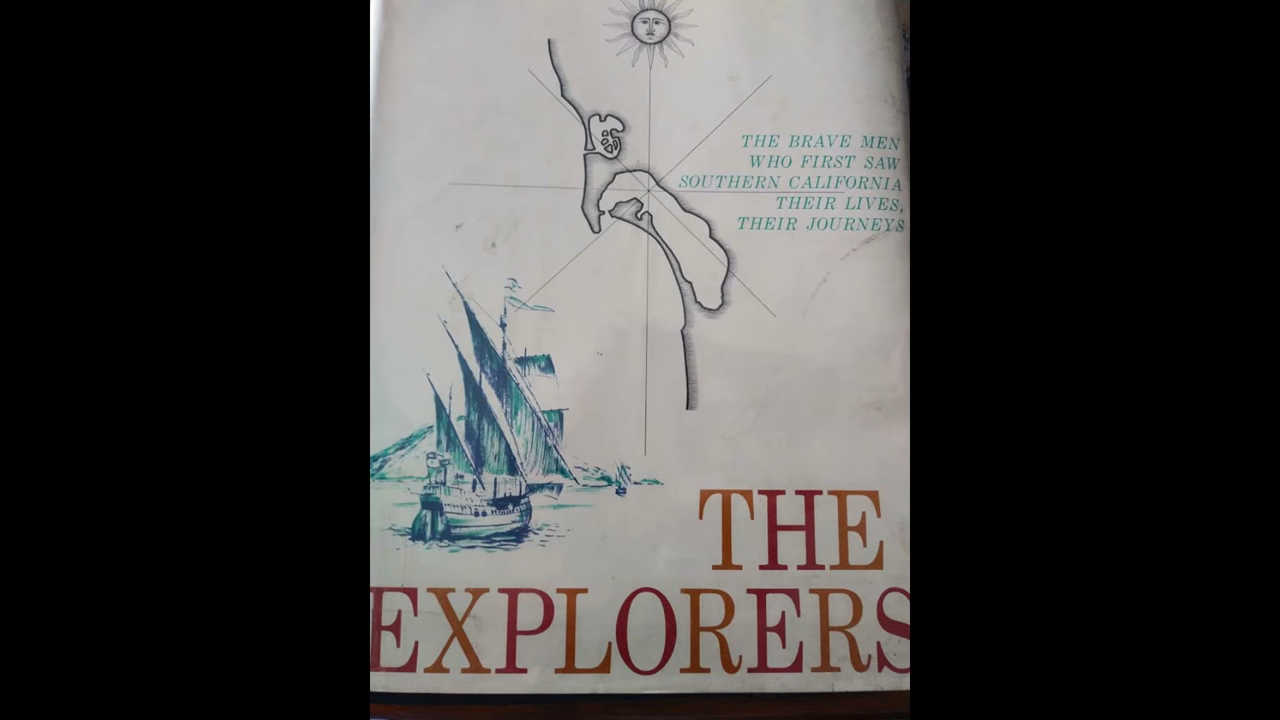 THE BRAVE MEN
WHO FIRST SAW
SOUTHERN CALIFORNIA
THEIR LIVES,
THEIR JOURNEYS
THE
EXPLORERS